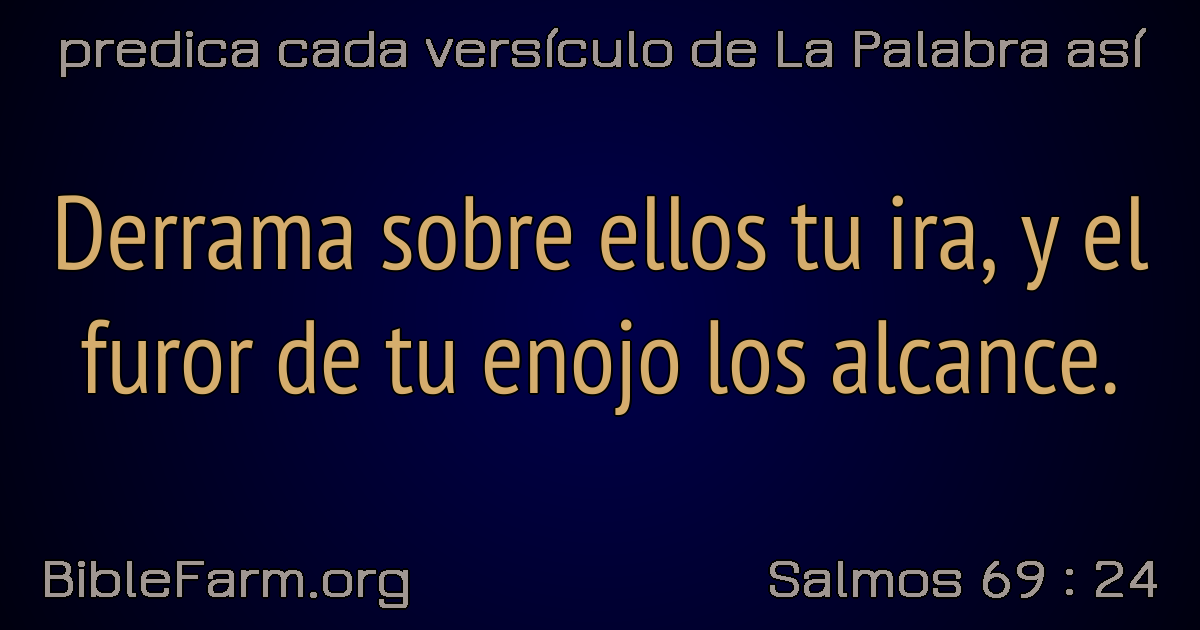 predica cada versículo de La Palabra así
Derrama sobre ellos tu ira, y el
furor de tu enojo los alcance.
BibleFarm.org
Salmos 69 : 24